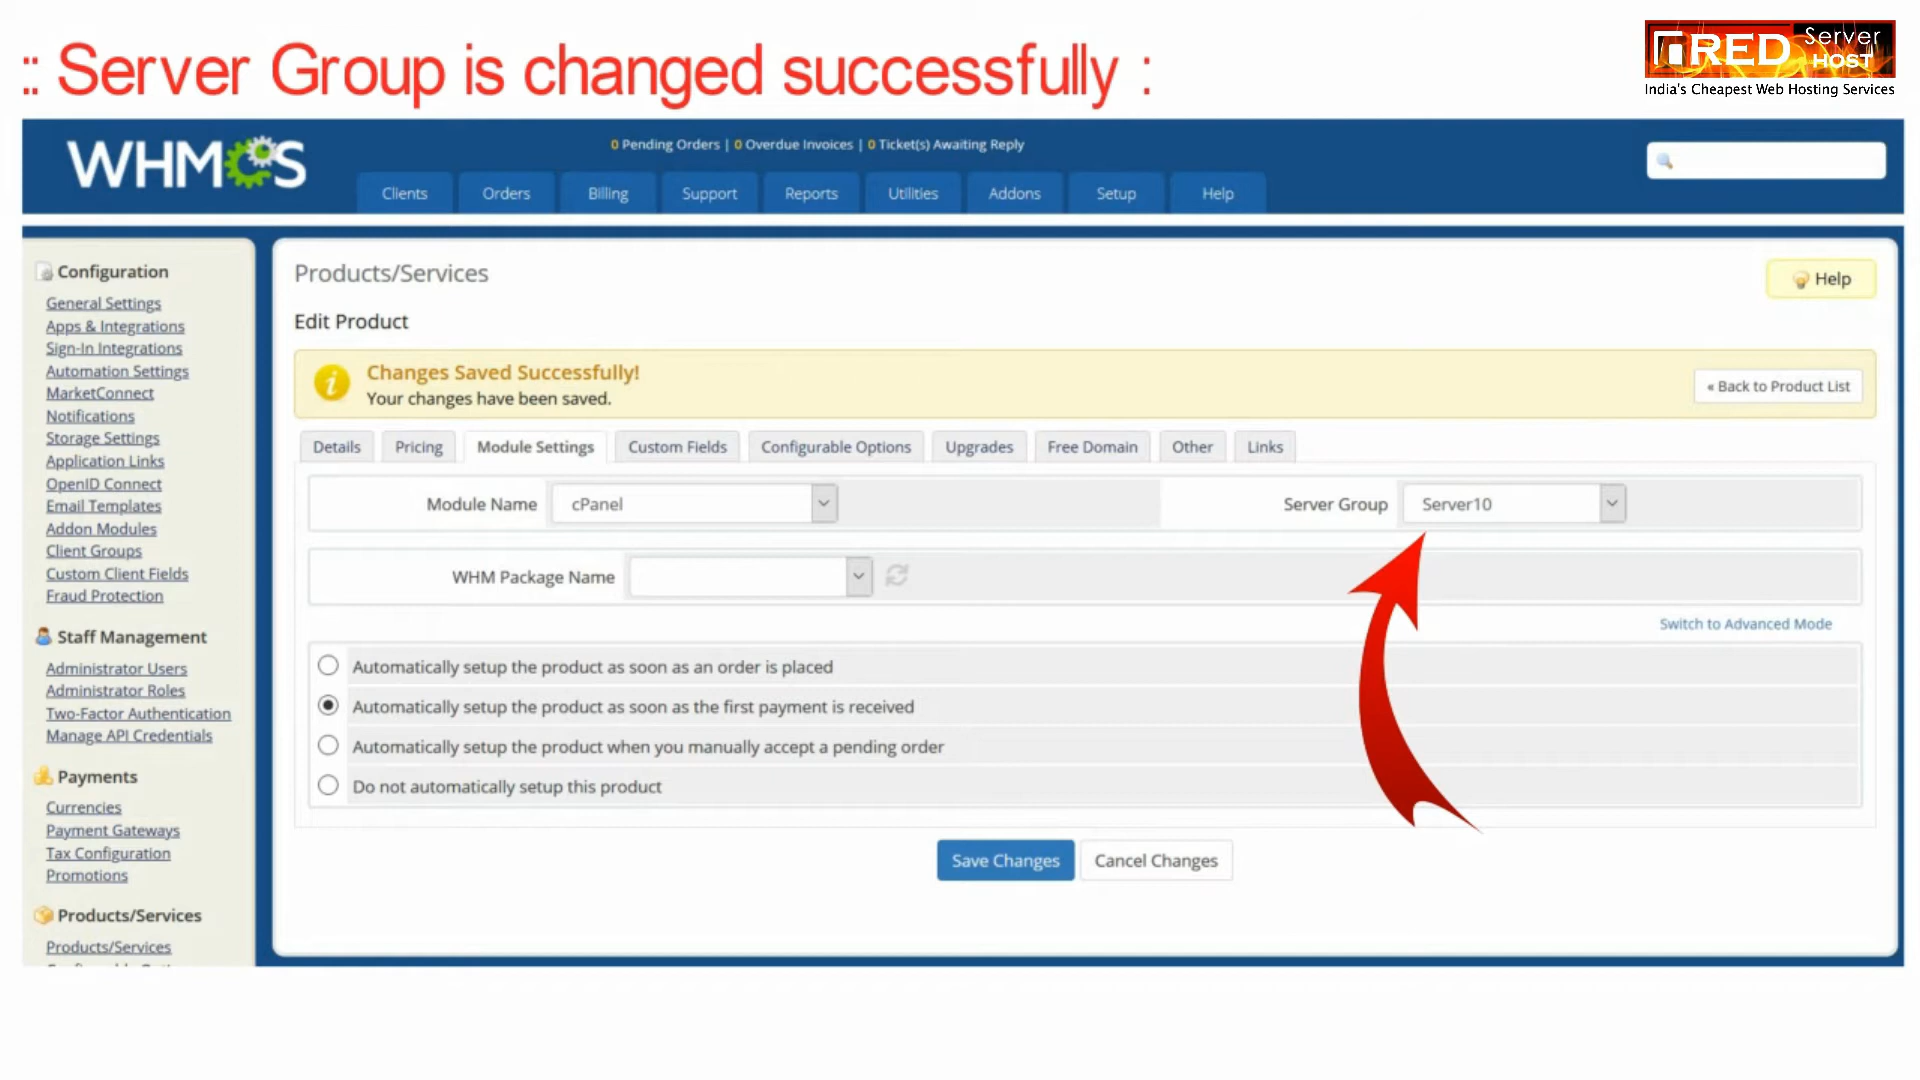 :: Server Group is changed successfully :
RED Server HOST
India's Cheapest Web Hosting Services
WHMCS
0 Pending Orders | 0 Overdue Invoices | 0 Ticket(s) Awaiting Reply
Clients Orders Billing Support Reports Utilities Addons Setup Help
Configuration
General Settings
Apps & Integrations
Sign-In Integrations
Automation Settings
MarketConnect
Notifications
Storage Settings
Application Links
OpenID Connect
Email Templates
Addon Modules
Client Groups
Custom Client Fields
Fraud Protection
Staff Management
Administrator Users
Administrator Roles
Two-Factor Authentication
Manage API Credentials
Payments
Currencies
Payment Gateways
Tax Configuration
Promotions
Products/Services
Products/Services
Products/Services
Help
Edit Product
Changes Saved Successfully!
Your changes have been saved.
« Back to Product List
Details Pricing Module Settings Custom Fields Configurable Options Upgrades Free Domain Other Links
Module Name cPanel Server Group Server10
WHM Package Name
Switch to Advanced Mode
Automatically setup the product as soon as an order is placed
Automatically setup the product as soon as the first payment is received
Automatically setup the product when you manually accept a pending order
Do not automatically setup this product
Save Changes Cancel Changes